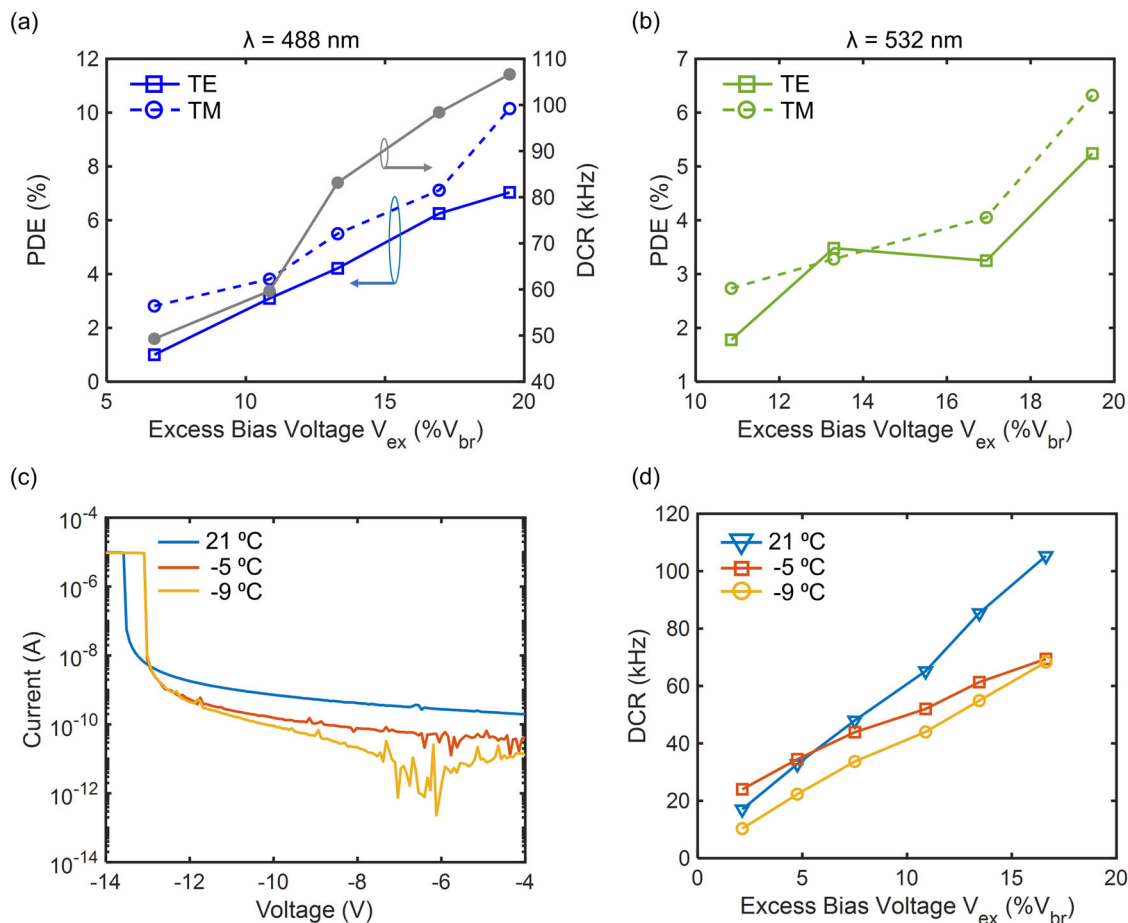 (a)
λ = 488 nm
12
10
8
6
4
2
0
PDE (%)
TE
TM
110
100
90
80
70
60
50
40
DCR (kHz)
5
10
15
20
Excess Bias Voltage V_ex (%V_br)
(b)
λ = 532 nm
7
6
5
4
3
2
1
PDE (%)
TE
TM
10
12
14
16
18
20
Excess Bias Voltage V_ex (%V_br)
(c)
10^-4
10^-6
10^-8
10^-10
10^-12
10^-14
Current (A)
21 ºC
-5 ºC
-9 ºC
-14
-12
-10
-8
-6
-4
Voltage (V)
(d)
120
100
80
60
40
20
0
DCR (kHz)
21 ºC
-5 ºC
-9 ºC
0
5
10
15
20
Excess Bias Voltage V_ex (%V_br)